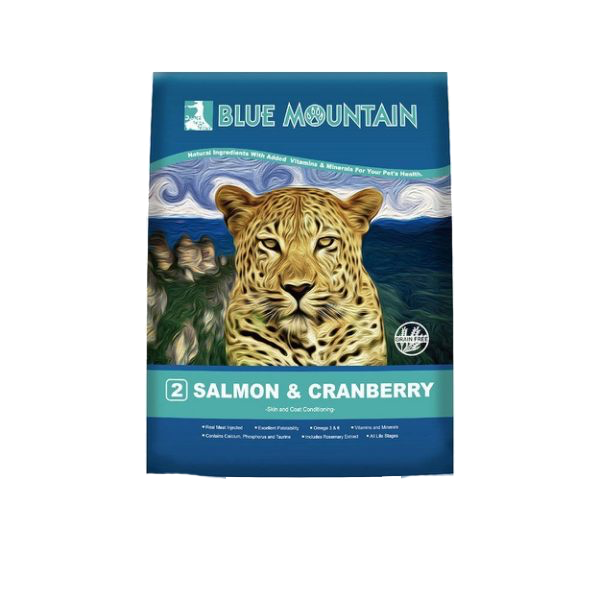 BLUE MOUNTAIN
Natural Ingredients With Added Vitamins & Minerals For Your Pet's Health.
GRAIN FREE
2 SALMON & CRANBERRY
-Skin and Coat Conditioning-
Real Meat Injected Excellent Palatability Omega 3 & 6 Vitamins and Minerals
Contains Calcium, Phosphorus and Taurine Includes Rosemary Extract All Life Stages